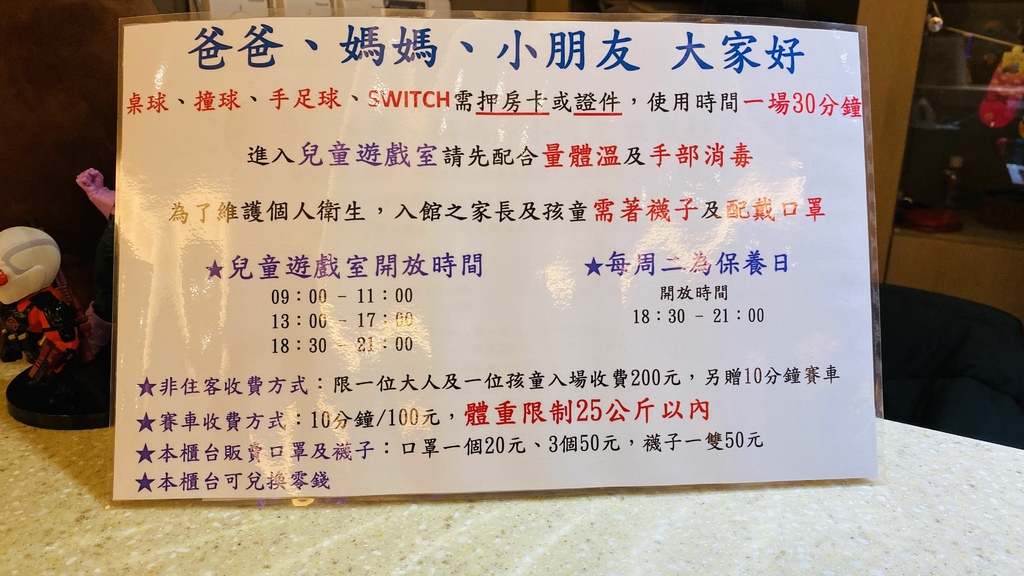 爸爸、媽媽、小朋友 大家好
桌球、撞球、手足球、SWITCH需押房卡或證件，使用時間一場30分鐘
進入兒童遊戲室請先配合量體溫及手部消毒
為了維護個人衛生，入館之家長及孩童需著襪子及配戴口罩
★兒童遊戲室開放時間
09：00 - 11：00
13：00 - 17：00
18：30 - 21：00
★每周二為保養日
開放時間
18：30 - 21：00
★非住客收費方式：限一位大人及一位孩童入場收費200元，另贈10分鐘賽車
★賽車收費方式：10分鐘/100元，體重限制25公斤以內
★本櫃台販賣口罩及襪子：口罩一個20元、3個50元，襪子一雙50元
★本櫃台可兌換零錢